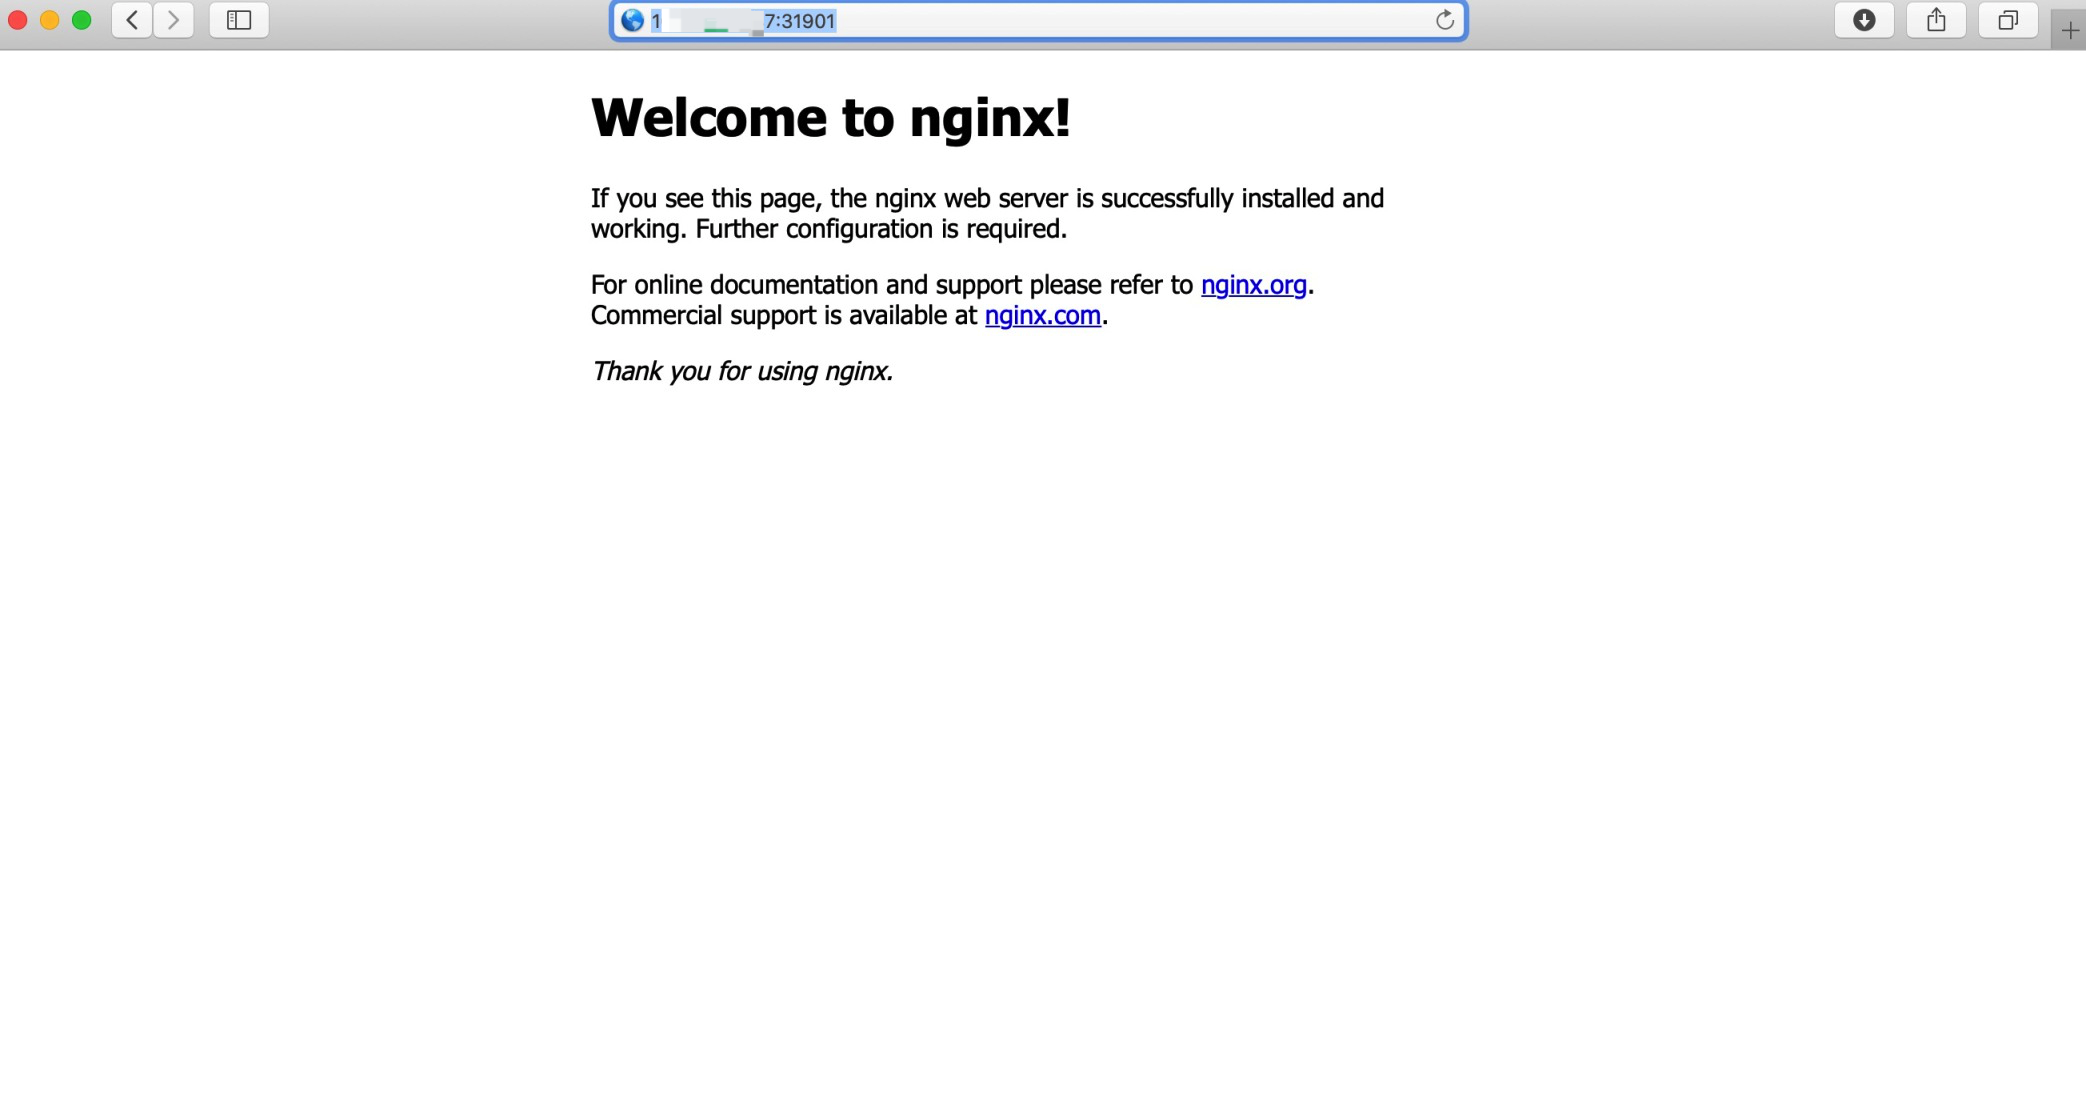 1 7:31901
Welcome to nginx!
If you see this page, the nginx web server is successfully installed and
working. Further configuration is required.
For online documentation and support please refer to nginx.org.
Commercial support is available at nginx.com.
Thank you for using nginx.